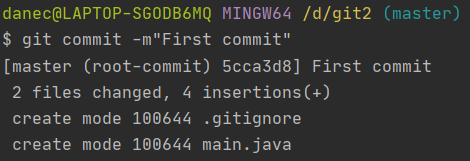 danec@LAPTOP-SGODB6MQ MINGW64 /d/git2 (master)
$ git commit -m"First commit"
[master (root-commit) 5cca3d8] First commit
 2 files changed, 4 insertions(+)
 create mode 100644 .gitignore
 create mode 100644 main.java